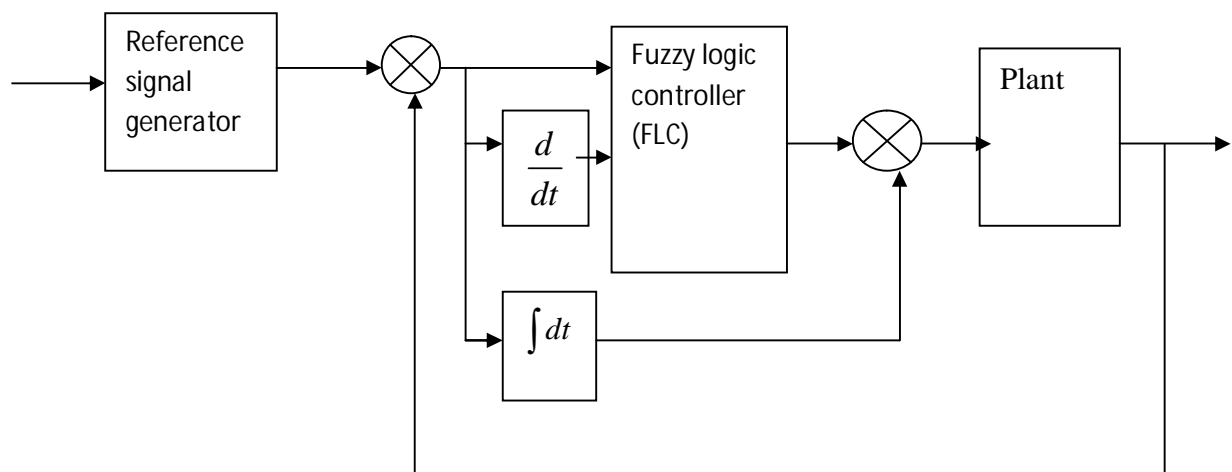 Reference
signal
generator
Fuzzy logic
controller
(FLC)
d
dt
∫dt
Plant